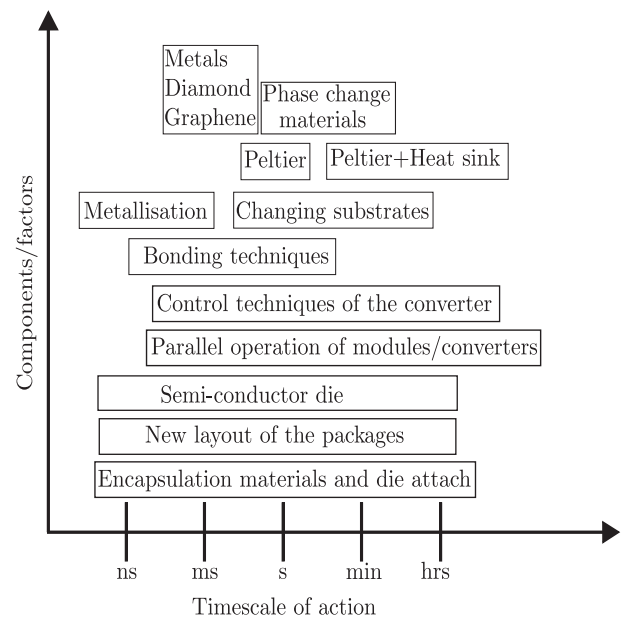 Metals
Diamond
Graphene
Phase change
materials
Peltier
Peltier+Heat sink
Metallisation
Changing substrates
Bonding techniques
Control techniques of the converter
Parallel operation of modules/converters
Semi-conductor die
New layout of the packages
Encapsulation materials and die attach
Components/factors
ns
ms
s
min
hrs
Timescale of action